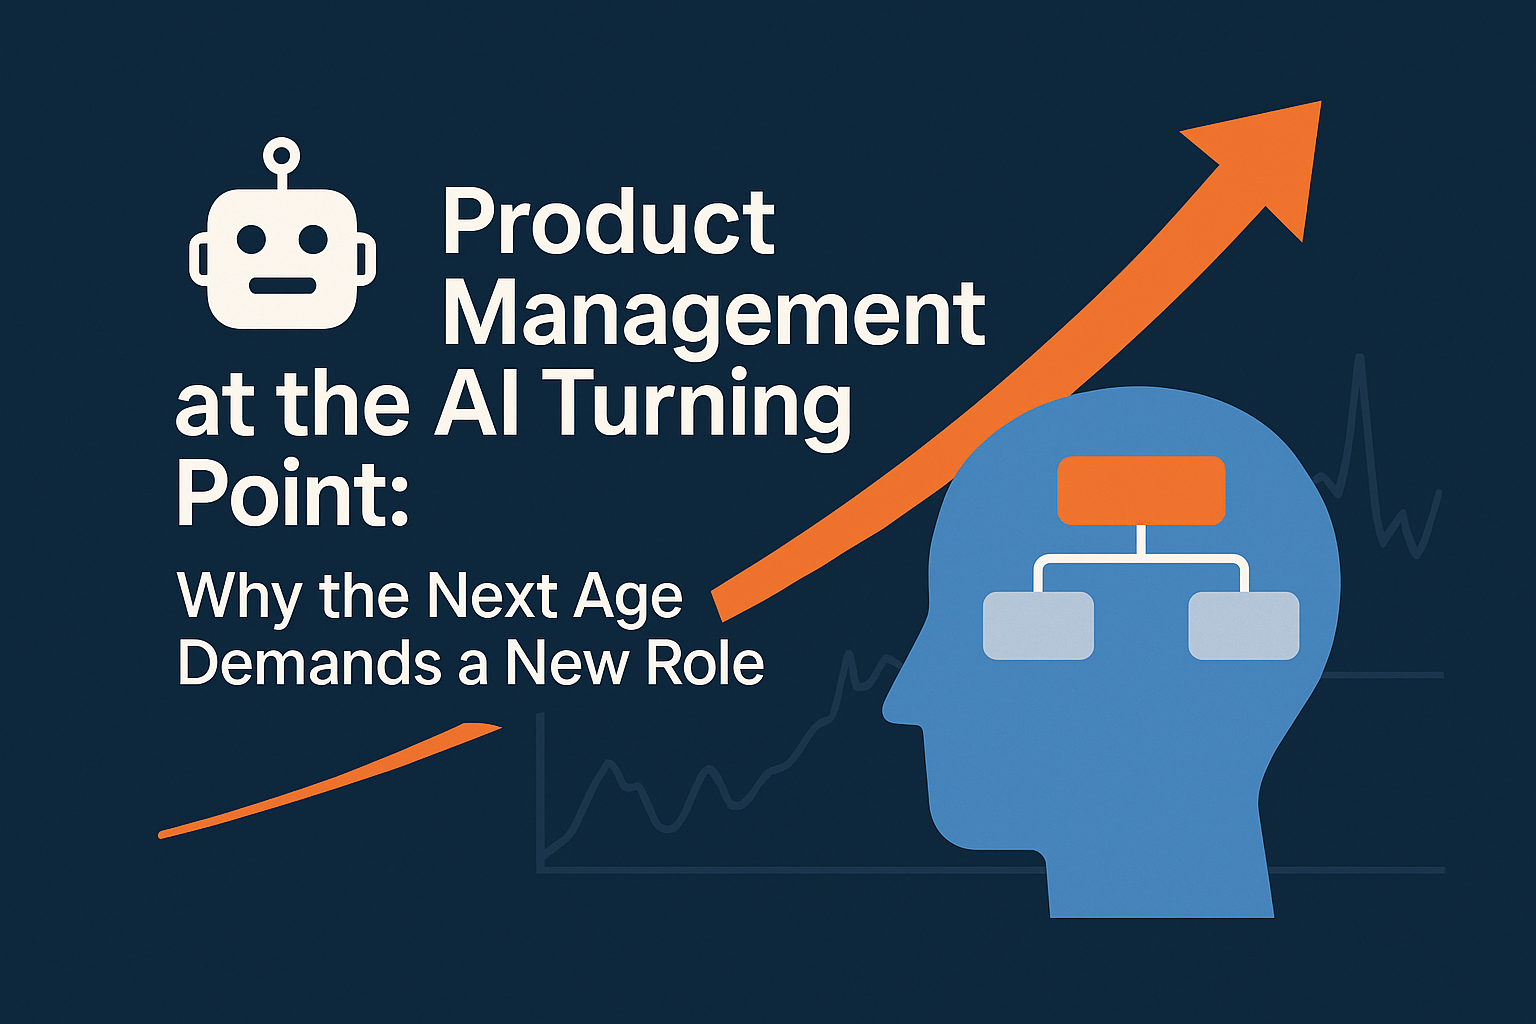 Product
Management
at the AI Turning
Point:
Why the Next Age
Demands a New Role